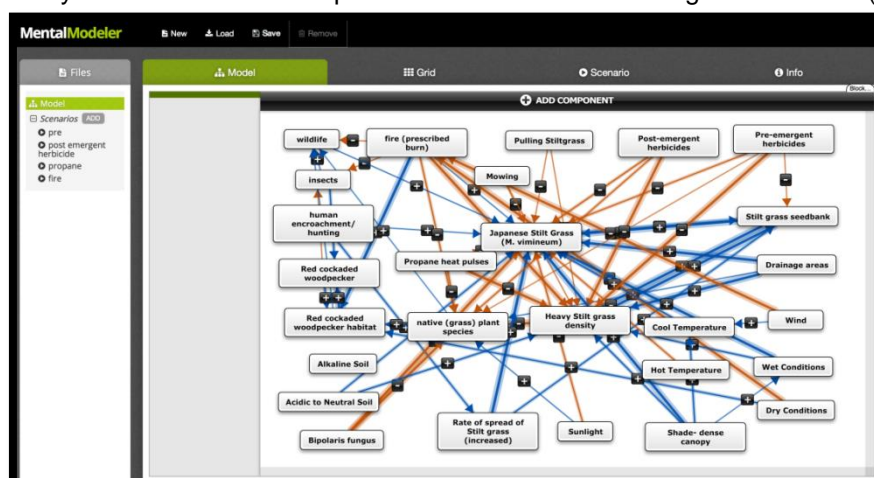 MentalModeler
New Load Save Remove
Files Model Grid Scenario Info
Block...
Model
ADD COMPONENT
Scenarios ADD
pre
post emergent
herbicide
propane
fire
wildlife
fire (prescribed
burn)
Pulling Stiltgrass
Post-emergent
herbicides
Pre-emergent
herbicides
insects
Mowing
human
encroachment/
hunting
Japanese Stilt Grass
(M. vimineum)
Stilt grass seedbank
Red cockaded
woodpecker
Propane heat pulses
Drainage areas
Red cockaded
woodpecker habitat
native (grass) plant
species
Heavy Stilt grass
density
Cool Temperature
Wind
Alkaline Soil
Hot Temperature
Wet Conditions
Acidic to Neutral Soil
Dry Conditions
Bipolaris fungus
Rate of spread of
Stilt grass
(increased)
Sunlight
Shade- dense
canopy